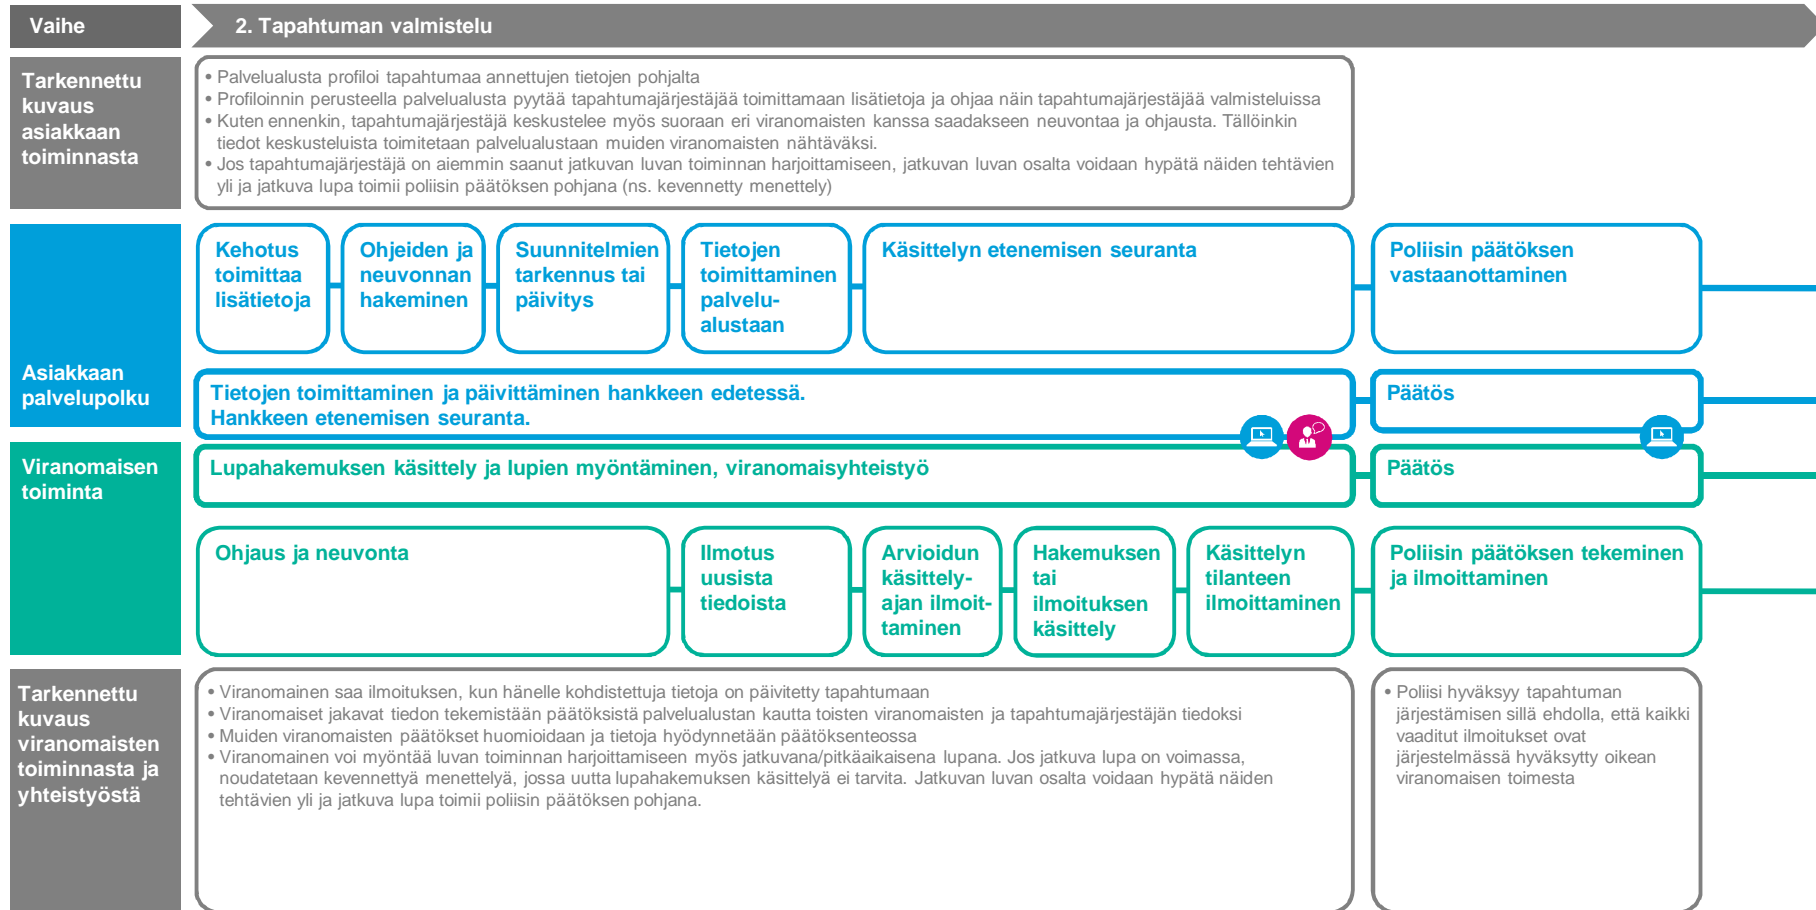 Vaihe
2. Tapahtuman valmistelu
Tarkennettu
kuvaus
asiakkaan
toiminnasta
• Palvelualusta profiloi tapahtumaa annettujen tietojen pohjalta
• Profiloinnin perusteella palvelualusta pyytää tapahtumajärjestäjää toimittamaan lisätietoja ja ohjaa näin tapahtumajärjestäjää valmisteluissa
• Kuten ennenkin, tapahtumajärjestäjä keskustelee myös suoraan eri viranomaisten kanssa saadakseen neuvontaa ja ohjausta. Tällöinkin
tiedot keskusteluista toimitetaan palvelualustaan muiden viranomaisten nähtäväksi.
• Jos tapahtumajärjestäjä on aiemmin saanut jatkuvan luvan toiminnan harjoittamiseen, jatkuvan luvan osalta voidaan hypätä näiden tehtävien
yli ja jatkuva lupa toimii poliisin päätöksen pohjana (ns. kevennetty menettely)
Asiakkaan
palvelupolku
Kehotus
toimittaa
lisätietoja
Ohjeiden ja
neuvonnan
hakeminen
Suunnitelmien
tarkennus tai
päivitys
Tietojen
toimittaminen
palvelu-
alustaan
Käsittelyn etenemisen seuranta
Poliisin päätöksen
vastaanottaminen
Tietojen toimittaminen ja päivittäminen hankkeen edetessä.
Hankkeen etenemisen seuranta.
Päätös
Viranomaisen
toiminta
Lupahakemuksen käsittely ja lupien myöntäminen, viranomaisyhteistyö
Päätös
Ohjaus ja neuvonta
Ilmotus
uusista
tiedoista
Arvioidun
käsittely-
ajan ilmoit-
taminen
Hakemuksen
tai
ilmoituksen
käsittely
Käsittelyn
tilanteen
ilmoittaminen
Poliisin päätöksen tekeminen
ja ilmoittaminen
Tarkennettu
kuvaus
viranomaisten
toiminnasta ja
yhteistyöstä
• Viranomainen saa ilmoituksen, kun hänelle kohdistettuja tietoja on päivitetty tapahtumaan
• Viranomaiset jakavat tiedon tekemistään päätöksistä palvelualustan kautta toisten viranomaisten ja tapahtumajärjestäjän tiedoksi
• Muiden viranomaisten päätökset huomioidaan ja tietoja hyödynnetään päätöksenteossa
• Viranomainen voi myöntää luvan toiminnan harjoittamiseen myös jatkuvana/pitkäaikaisena lupana. Jos jatkuva lupa on voimassa,
noudatetaan kevennettyä menettelyä, jossa uutta lupahakemuksen käsittelyä ei tarvita. Jatkuvan luvan osalta voidaan hypätä näiden
tehtävien yli ja jatkuva lupa toimii poliisin päätöksen pohjana.
• Poliisi hyväksyy tapahtuman
järjestämisen sillä ehdolla, että kaikki
vaaditut ilmoitukset ovat
järjestelmässä hyväksytty oikean
viranomaisen toimesta